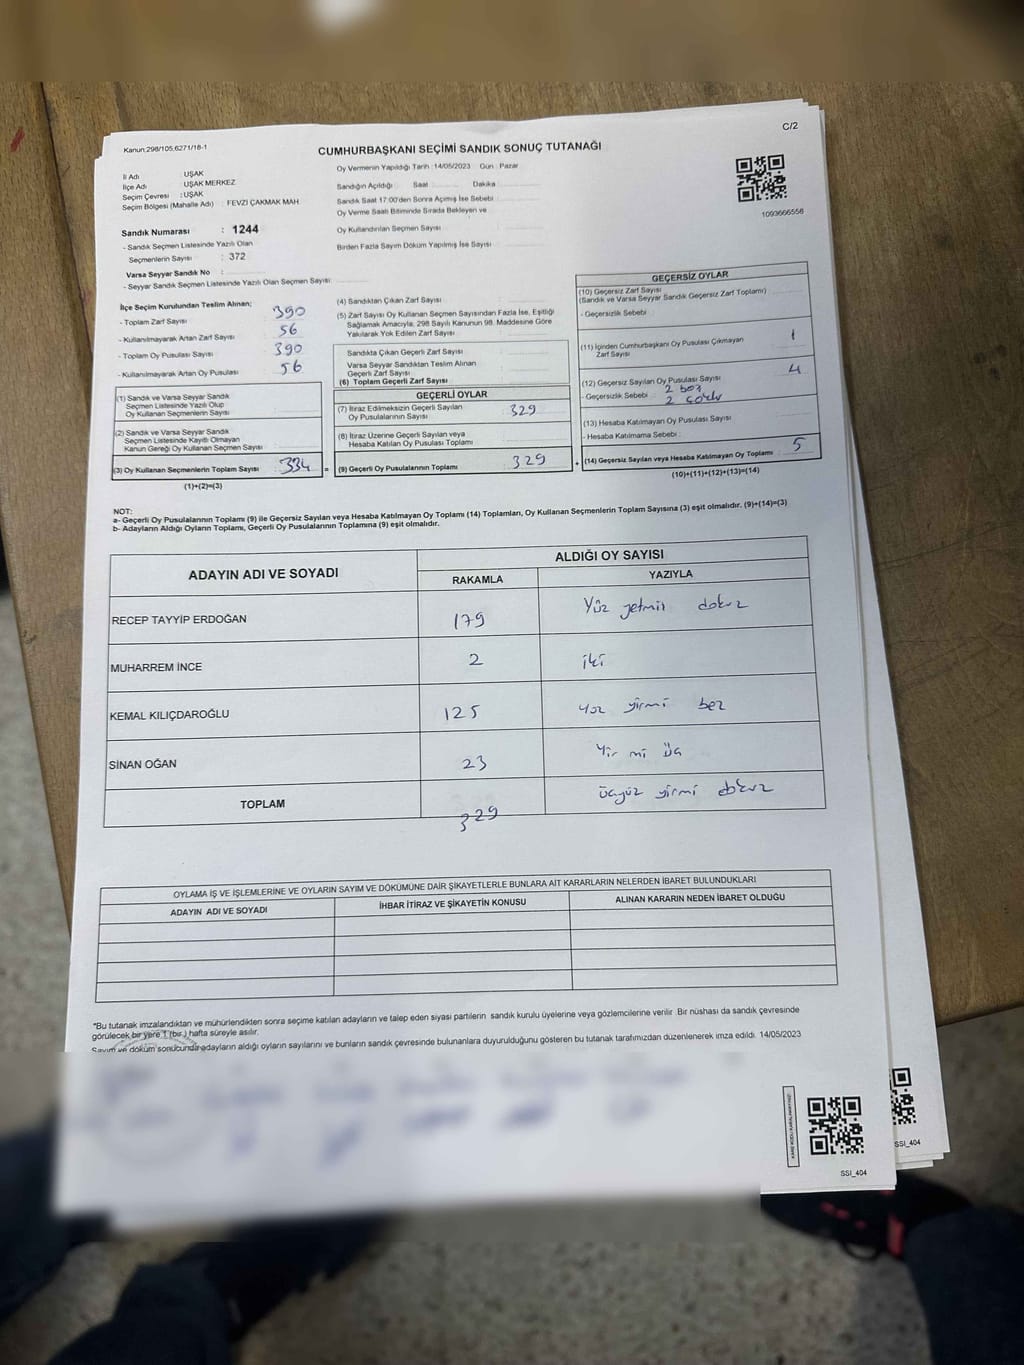 C/2
Kanun:298/105,6271/18-1
CUMHURBAŞKANI SEÇİMİ SANDIK SONUÇ TUTANAĞI
İl Adı UŞAK
İlçe Adı UŞAK MERKEZ
Seçim Çevresi : UŞAK
Seçim Bölgesi (Mahalle Adı) : FEVZİ ÇAKMAK MAH
Sandık Numarası : 1244
- Sandık Seçmen Listesinde Yazılı Olan
Seçmenlerin Sayısı : 372
Varsa Seyyar Sandık No :
- Seyyar Sandık Seçmen Listesinde Yazılı Olan Seçmen Sayısı:
Oy Vermenin Yapıldığı Tarih :14/05/2023 Gün : Pazar
Sandığın Açıldığı Saat Dakika
Sandık Saat 17:00'den Sonra Açılmış İse Sebebi
Oy Verme Saati Bitiminde Sırada Bekleyen ve
Oy Kullandırılan Seçmen Sayısı
Birden Fazla Sayım Döküm Yapılmış İse Sayısı
1093666558
İlçe Seçim Kurulundan Teslim Alınan;
- Toplam Zarf Sayısı 390
- Kullanılmayarak Artan Zarf Sayısı 56
- Toplam Oy Pusulası Sayısı 390
- Kullanılmayarak Artan Oy Pusulası 56
(1) Sandık ve Varsa Seyyar Sandık
Seçmen Listesinde Yazılı Olup
Oy Kullanan Seçmenlerin Sayısı
(2) Sandık ve Varsa Seyyar Sandık
Seçmen Listesinde Kayıtlı Olmayan
Kanun Gereği Oy Kullanan Seçmen Sayısı
(3) Oy Kullanan Seçmenlerin Toplam Sayısı : 334 =
(1)+(2)=(3)
(4) Sandıktan Çıkan Zarf Sayısı
(5) Zarf Sayısı Oy Kullanan Seçmen Sayısından Fazla İse, Eşitliği
Sağlamak Amacıyla, 298 Sayılı Kanunun 98. Maddesine Göre
Yakılarak Yok Edilen Zarf Sayısı
Sandıkta Çıkan Geçerli Zarf Sayısı
Varsa Seyyar Sandıktan Teslim Alınan
Geçerli Zarf Sayısı
(6) Toplam Geçerli Zarf Sayısı
GEÇERLİ OYLAR
(7) İtiraz Edilmeksizin Geçerli Sayılan
Oy Pusulalarının Sayısı 329
(8) İtiraz Üzerine Geçerli Sayılan veya
Hesaba Katılan Oy Pusulası Toplamı
(9) Geçerli Oy Pusulalarının Toplamı 329 +
GEÇERSİZ OYLAR
(10) Geçersiz Zarf Sayısı
(Sandık ve Varsa Seyyar Sandık Geçersiz Zarf Toplamı)
- Geçersizlik Sebebi
(11) İçinden Cumhurbaşkanı Oy Pusulası Çıkmayan
Zarf Sayısı 1
(12) Geçersiz Sayılan Oy Pusulası Sayısı 4
- Geçersizlik Sebebi : 2 boş
2 çoklu
(13) Hesaba Katılmayan Oy Pusulası Sayısı
- Hesaba Katılmama Sebebi :
(14) Geçersiz Sayılan veya Hesaba Katılmayan Oy Toplamı 5
(10)+(11)+(12)+(13)=(14)
NOT:
a- Geçerli Oy Pusulalarının Toplamı (9) ile Geçersiz Sayılan veya Hesaba Katılmayan Oy Toplamı (14) Toplamları, Oy Kullanan Seçmenlerin Toplam Sayısına (3) eşit olmalıdır. (9)+(14)=(3)
b- Adayların Aldığı Oyların Toplamı, Geçerli Oy Pusulalarının Toplamına (9) eşit olmalıdır.
ADAYIN ADI VE SOYADI ALDIĞI OY SAYISI
RAKAMLA YAZIYLA
RECEP TAYYİP ERDOĞAN 179 Yüz yetmiş dokuz
MUHARREM İNCE 2 iki
KEMAL KILIÇDAROĞLU 125 yüz yirmi beş
SİNAN OĞAN 23 Yirmi üç
TOPLAM 329 üçyüz yirmi dokuz
OYLAMA İŞ VE İŞLEMLERİNE VE OYLARIN SAYIM VE DÖKÜMÜNE DAİR ŞİKAYETLERLE BUNLARA AİT KARARLARIN NELERDEN İBARET BULUNDUKLARI
ADAYIN ADI VE SOYADI İHBAR İTİRAZ VE ŞİKAYETİN KONUSU ALINAN KARARIN NEDEN İBARET OLDUĞU
*Bu tutanak imzalandıktan ve mühürlendikten sonra seçime katılan adayların ve talep eden siyasi partilerin sandık kurulu üyelerine veya gözlemcilerine verilir. Bir nüshası da sandık çevresinde
görülecek bir yere 1 (bir) hafta süreyle asılır.
Sayım ve döküm sonucunda adayların aldığı oyların sayılarını ve bunların sandık çevresinde bulunanlara duyurulduğunu gösteren bu tutanak tarafımızdan düzenlenerek imza edildi. 14/05/2023
SSI_404
SSI_404